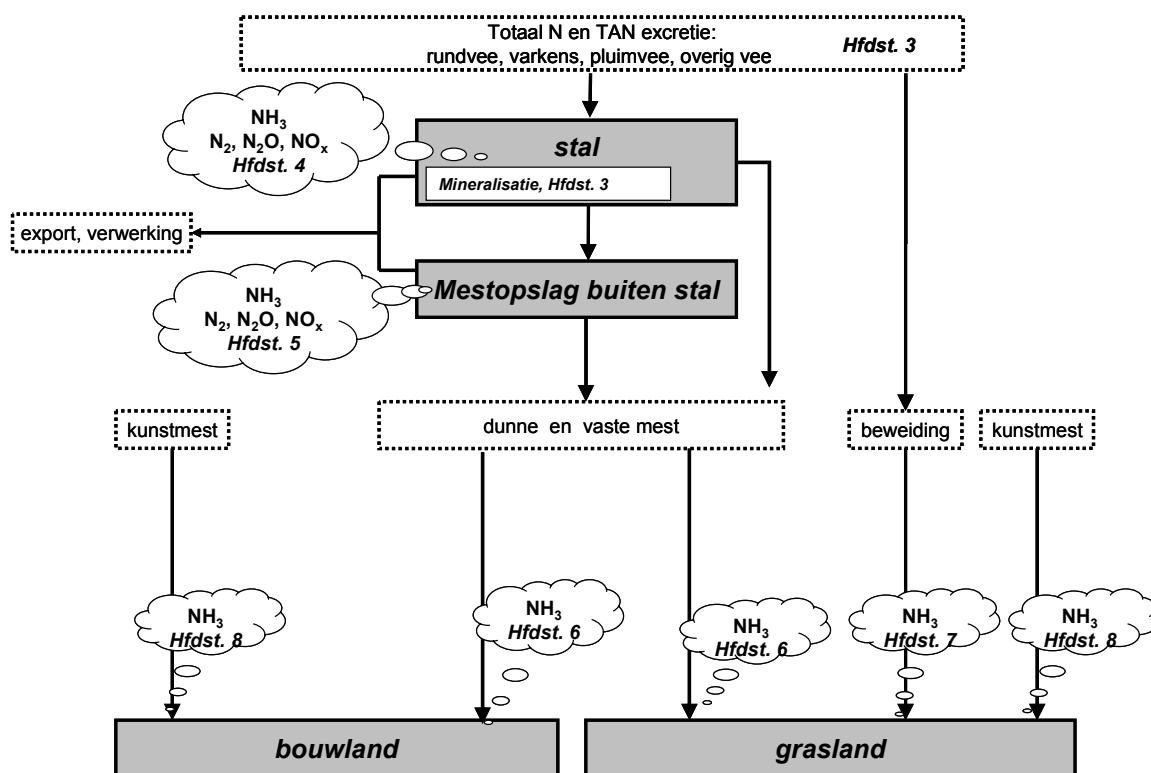 Totaal N en TAN excretie:
rundvee, varkens, pluimvee, overig vee
Hfdst. 3
NH₃
N₂, N₂O, NOₓ
Hfdst. 4
stal
Mineralisatie, Hfdst. 3
export, verwerking
Mestopslag buiten stal
NH₃
N₂, N₂O, NOₓ
Hfdst. 5
kunstmest
dunne en vaste mest
beweiding
kunstmest
NH₃
Hfdst. 8
NH₃
Hfdst. 6
NH₃
Hfdst. 6
NH₃
Hfdst. 7
NH₃
Hfdst. 8
bouwland
grasland